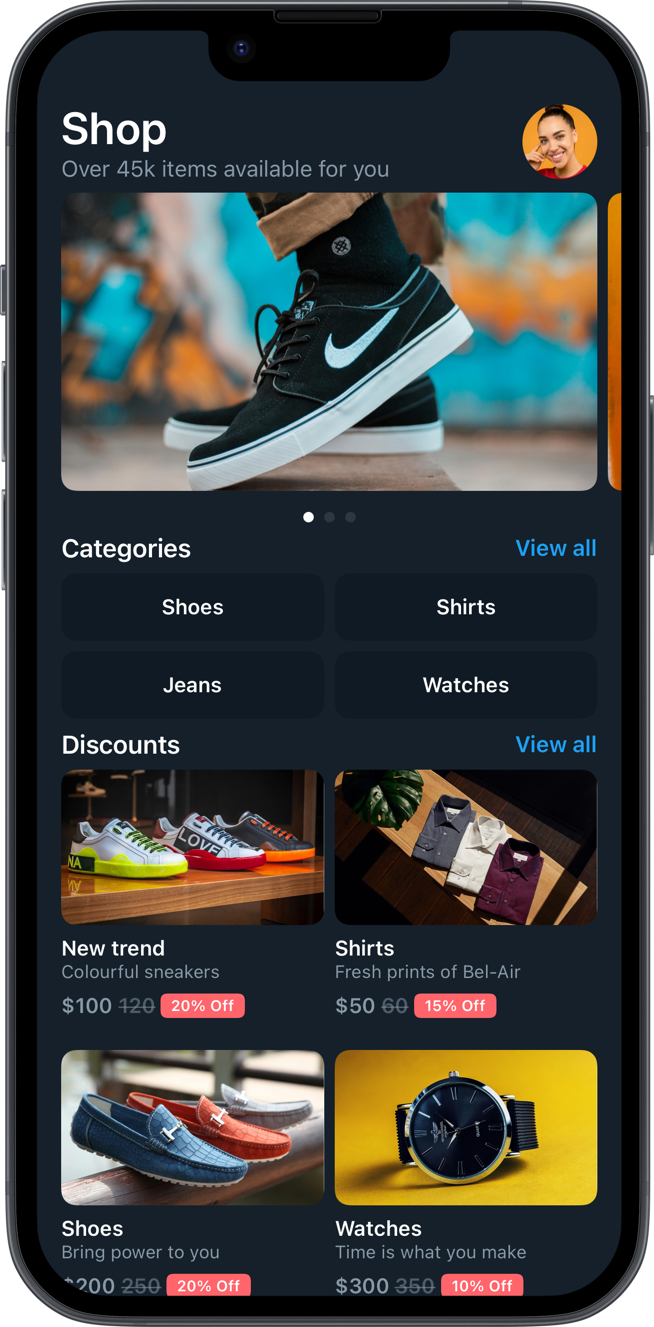 Shop
Over 45k items available for you
Categories
View all
Shoes
Shirts
Jeans
Watches
Discounts
View all
NA
LOVE
New trend
Colourful sneakers
$100 120 20% Off
Shirts
Fresh prints of Bel-Air
$50 60 15% Off
Shoes
Bring power to you
$200 250 20% Off
Watches
Time is what you make
$300 350 10% Off